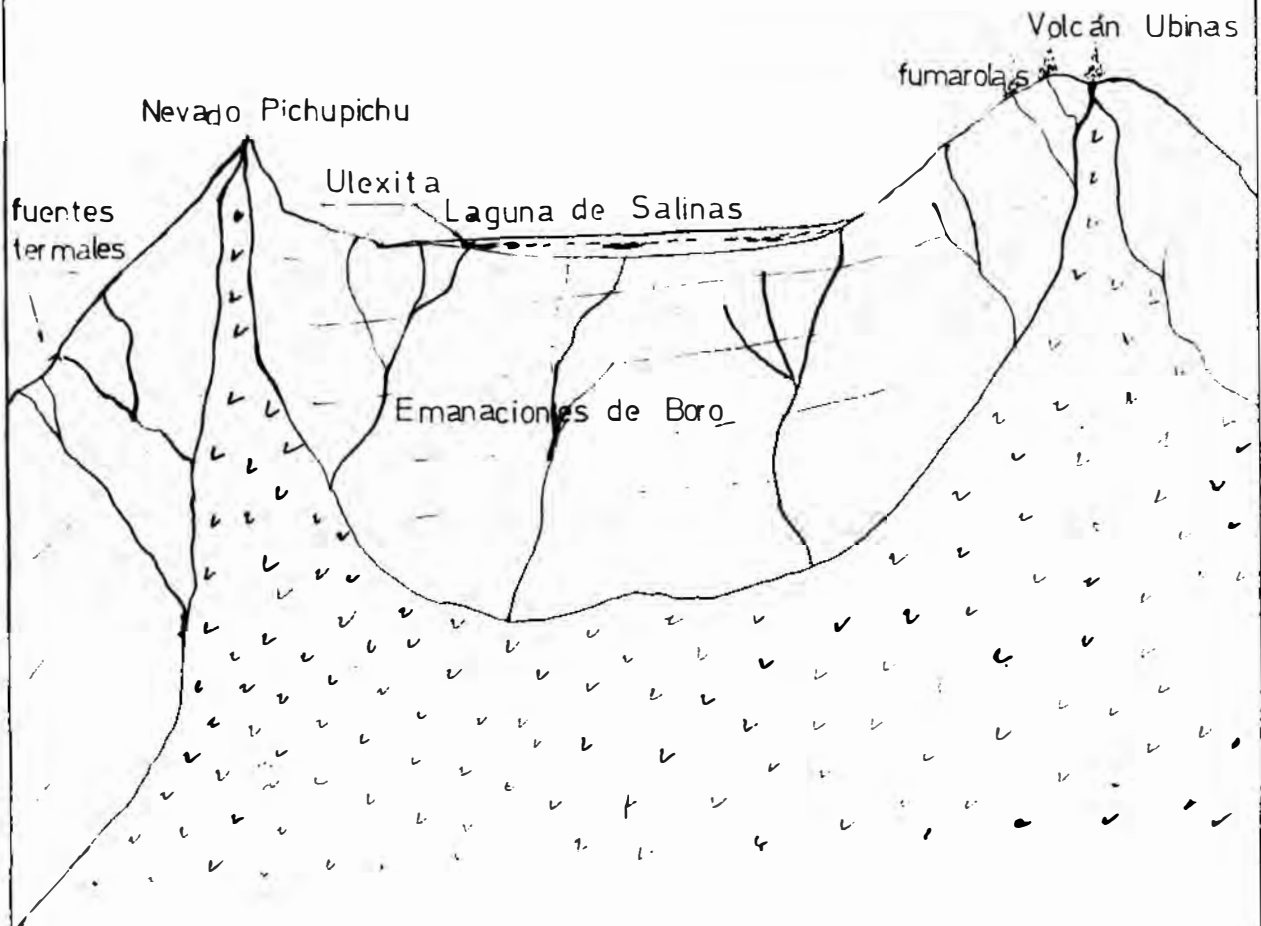 Volcán Ubinas
fumarolas
Nevado Pichupichu
Ulexita
Laguna de Salinas
fuentes
termales
Emanaciones de Boro